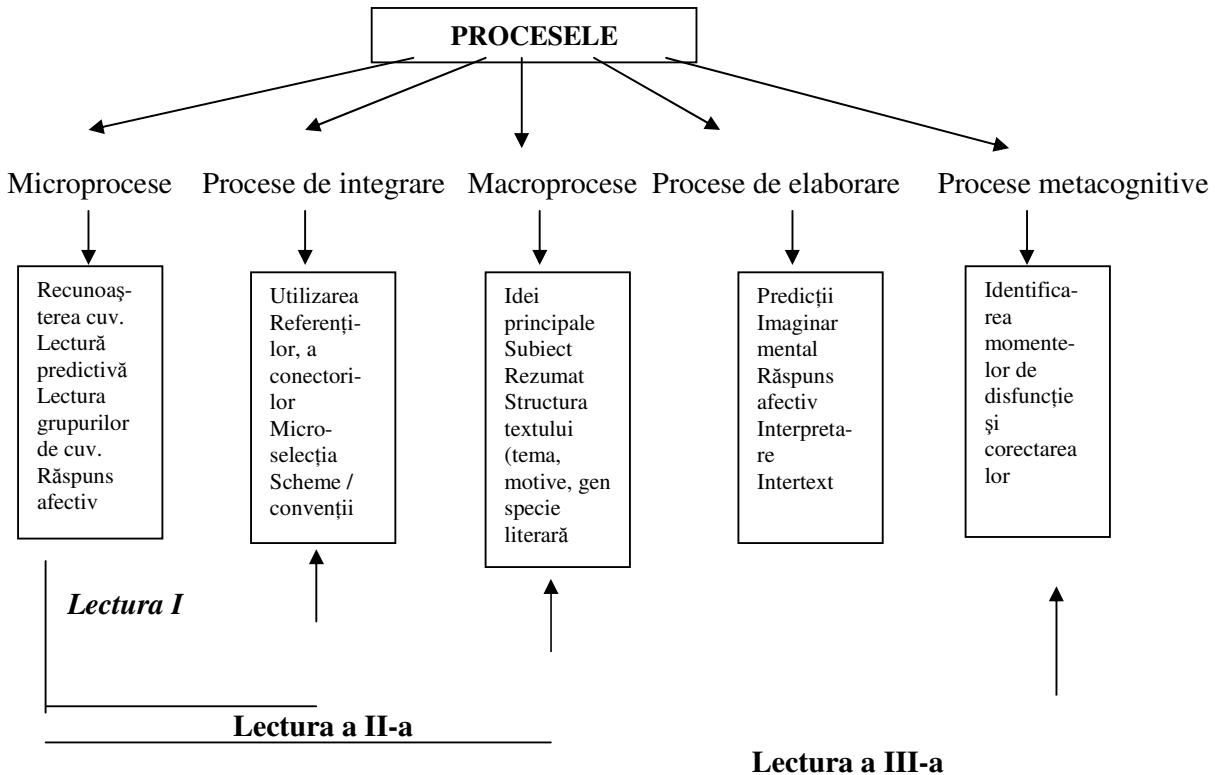 PROCESELE
Microprocese
Procese de integrare
Macroprocese
Procese de elaborare
Procese metacognitive
Recunoaş-
terea cuv.
Lectură
predictivă
Lectura
grupurilor
de cuv.
Răspuns
afectiv
Utilizarea
Referenţi-
lor, a
conectori-
lor
Micro-
selecţia
Scheme /
convenţii
Idei
principale
Subiect
Rezumat
Structura
textului
(tema,
motive, gen
specie
literară
Predicţii
Imaginar
mental
Răspuns
afectiv
Interpreta-
re
Intertext
Identifica-
rea
momente-
lor de
disfuncţie
şi
corectarea
lor
Lectura I
Lectura a II-a
Lectura a III-a